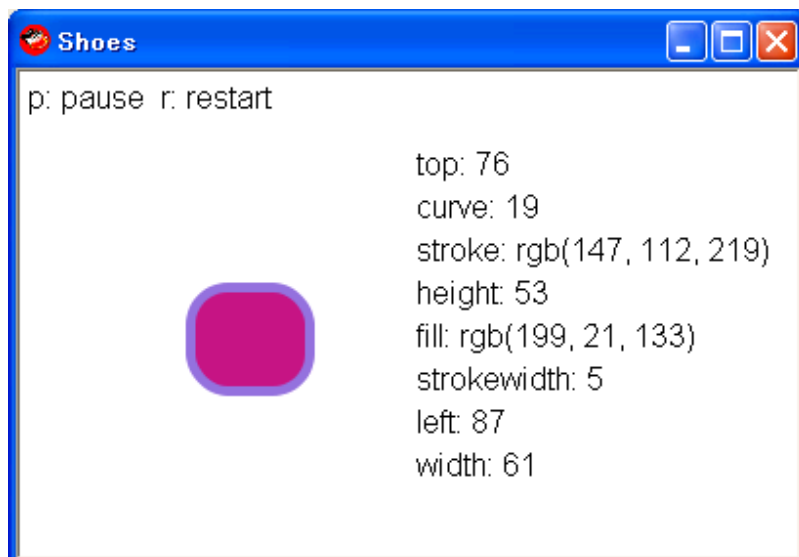 Shoes
p: pause r: restart
top: 76
curve: 19
stroke: rgb(147, 112, 219)
height: 53
fill: rgb(199, 21, 133)
strokewidth: 5
left: 87
width: 61